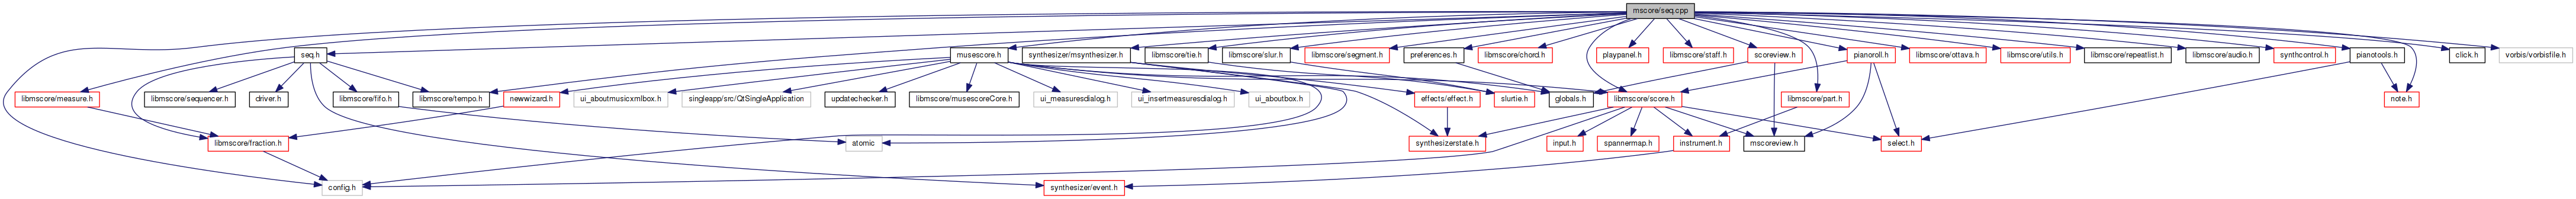 mscore/seq.cpp
seq.h
musescore.h
synthesizer/msynthesizer.h
libmscore/tie.h
libmscore/slur.h
libmscore/segment.h
preferences.h
libmscore/chord.h
playpanel.h
libmscore/staff.h
scoreview.h
pianoroll.h
libmscore/ottava.h
libmscore/utils.h
libmscore/repeatlist.h
libmscore/audio.h
synthcontrol.h
pianotools.h
click.h
vorbis/vorbisfile.h
libmscore/measure.h
libmscore/sequencer.h
driver.h
libmscore/fifo.h
libmscore/tempo.h
newwizard.h
ui_aboutmusicxmlbox.h
singleapp/src/QtSingleApplication
updatechecker.h
libmscore/musescoreCore.h
ui_measuresdialog.h
ui_insertmeasuresdialog.h
ui_aboutbox.h
effects/effect.h
slurtie.h
globals.h
libmscore/score.h
libmscore/part.h
note.h
libmscore/fraction.h
atomic
synthesizerstate.h
input.h
spannermap.h
instrument.h
mscoreview.h
select.h
config.h
synthesizer/event.h